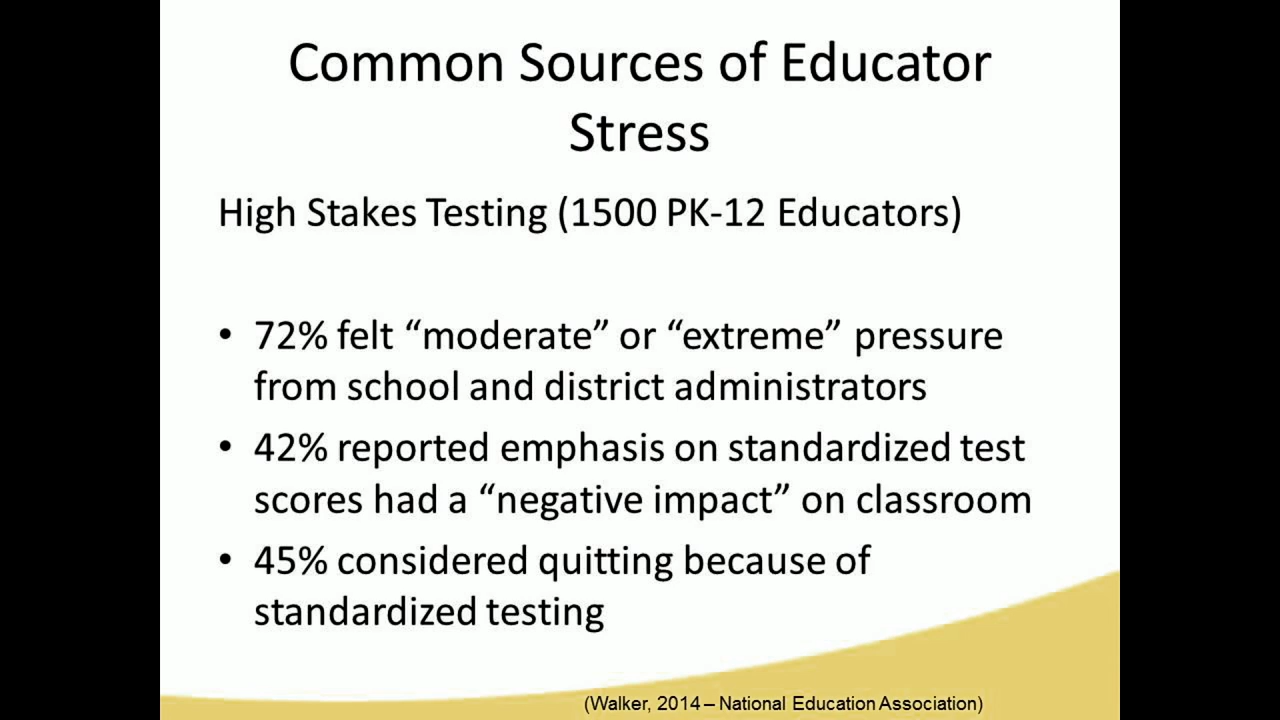 Common Sources of Educator
Stress
High Stakes Testing (1500 PK-12 Educators)
• 72% felt “moderate” or “extreme” pressure
from school and district administrators
• 42% reported emphasis on standardized test
scores had a “negative impact” on classroom
• 45% considered quitting because of
standardized testing
(Walker, 2014 – National Education Association)